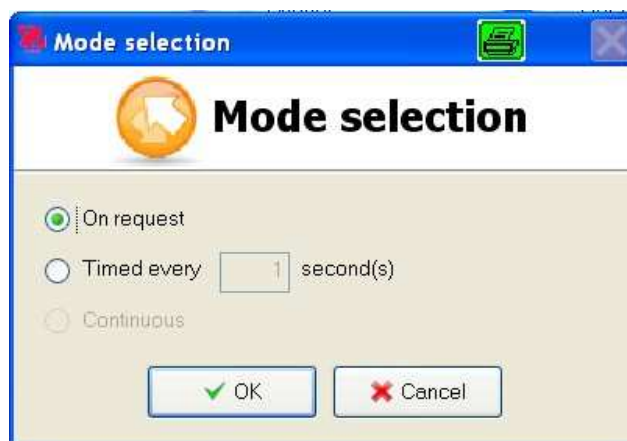 Mode selection
Mode selection
On request
Timed every 1 second(s)
Continuous
OK Cancel